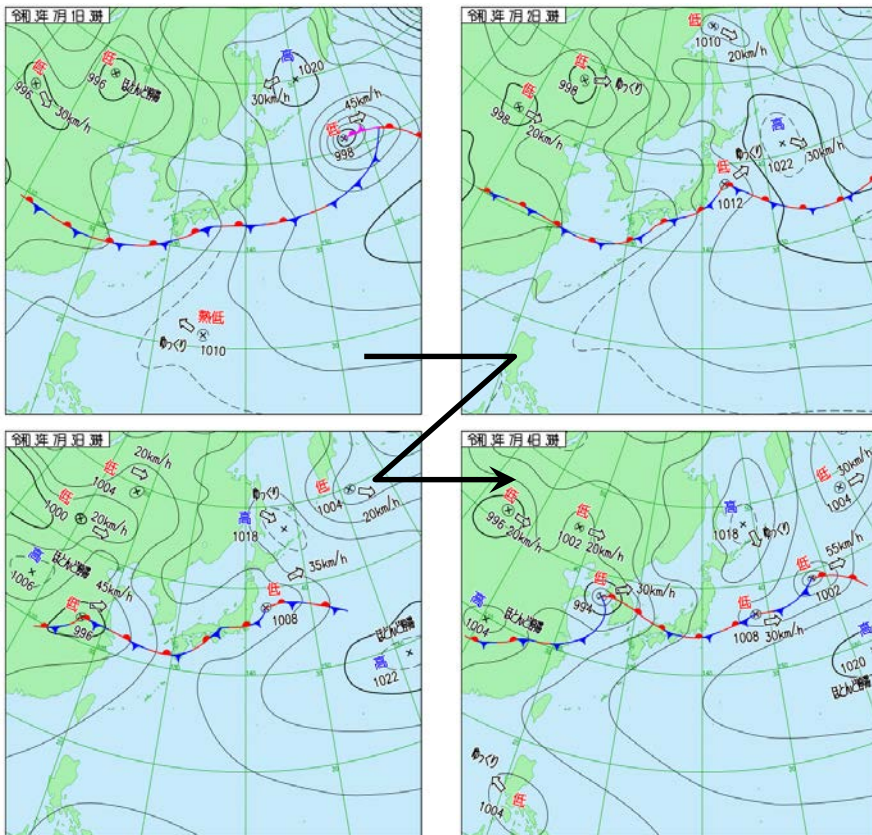 令和 3年 7月 1日 3時
低
996
30km/h
低
996
ほとんど停滞
高
1020
30km/h
45km/h
低
998
熱低
1010
ゆっくり
令和 3年 7月 2日 3時
低
1010
20km/h
低
998
ゆっくり
低
998
20km/h
高
1022
30km/h
低
1012
ゆっくり
令和 3年 7月 3日 3時
20km/h
低
1004
低
1000
20km/h
高
1006
ほとんど停滞
45km/h
低
996
ゆっくり
高
1018
低
1004
20km/h
35km/h
低
1008
ほとんど停滞
高
1022
令和 3年 7月 4日 3時
低
996
20km/h
低
1002
20km/h
高
1018
ゆっくり
30km/h
低
1004
55km/h
低
1002
低
994
30km/h
低
1008
30km/h
高
1004
ほとんど停滞
高
1020
ほとんど停滞
ゆっくり
低
1004